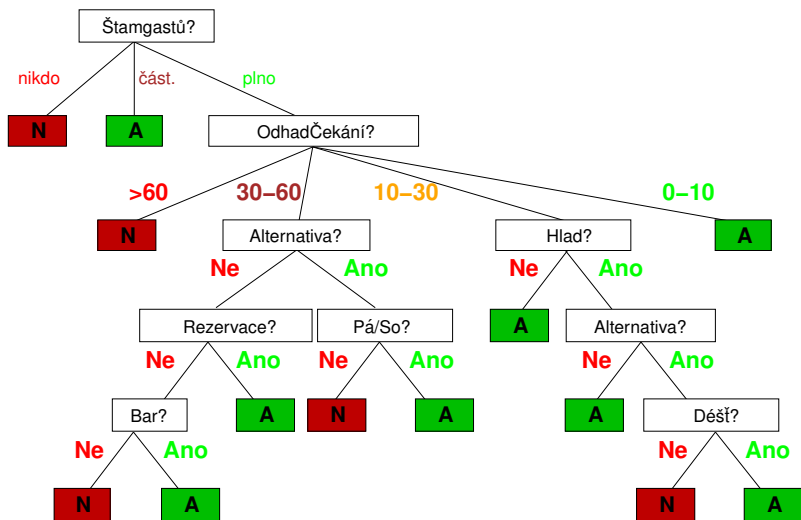 Štamgastů?
nikdo část. plno
N A OdhadČekání?
>60 30–60 10–30 0–10
N Alternativa? Hlad? A
Ne Ano Ne Ano
Rezervace? Pá/So? A Alternativa?
Ne Ano Ne Ano Ne Ano
Bar? A N A A Déšť?
Ne Ano Ne Ano
N A N A